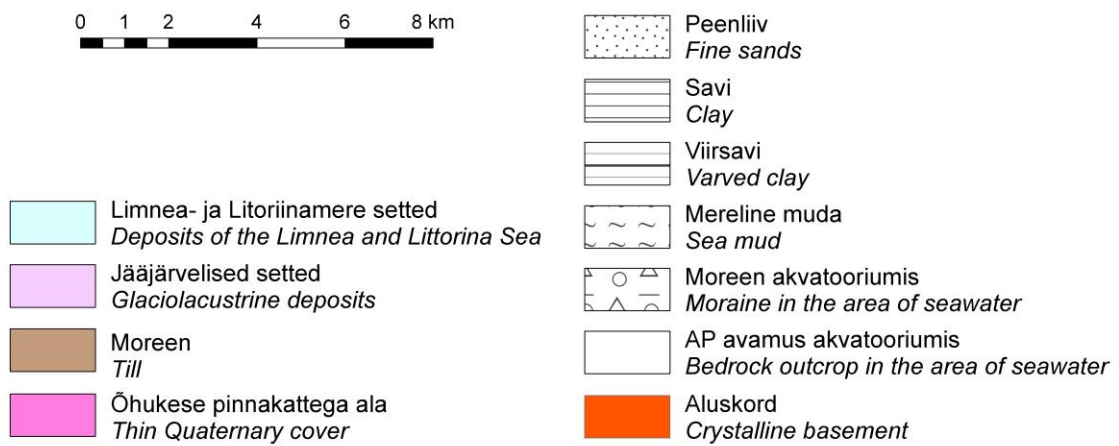 0 1 2 4 6 8 km
Limnea- ja Litoriinamere setted
Deposits of the Limnea and Littorina Sea
Jääjärvelised setted
Glaciolacustrine deposits
Moreen
Till
Õhukese pinnakattega ala
Thin Quaternary cover
Peenliiv
Fine sands
Savi
Clay
Viirsavi
Varved clay
Mereline muda
Sea mud
Moreen akvatooriumis
Moraine in the area of seawater
AP avamus akvatooriumis
Bedrock outcrop in the area of seawater
Aluskord
Crystalline basement